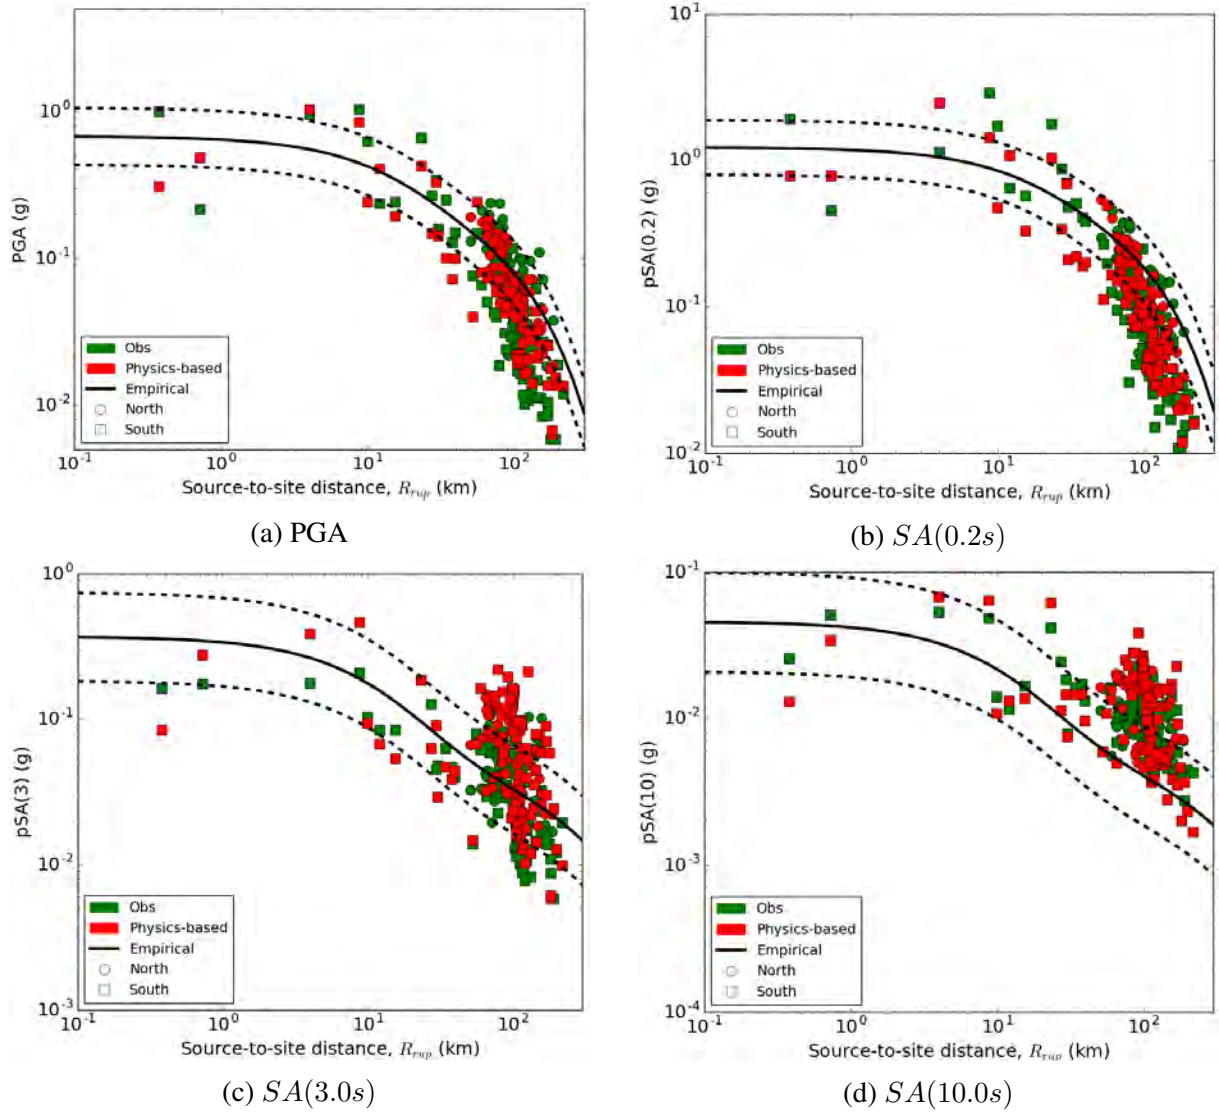 10^0
10^-1
10^-2
PGA (g)
Obs
Physics-based
Empirical
North
South
10^-1 10^0 10^1 10^2
Source-to-site distance, R_rup (km)
(a) PGA
10^1
10^0
10^-1
10^-2
pSA(0.2) (g)
Obs
Physics-based
Empirical
North
South
10^-1 10^0 10^1 10^2
Source-to-site distance, R_rup (km)
(b) SA(0.2s)
10^0
10^-1
10^-2
10^-3
pSA(3) (g)
Obs
Physics-based
Empirical
North
South
10^-1 10^0 10^1 10^2
Source-to-site distance, R_rup (km)
(c) SA(3.0s)
10^-1
10^-2
10^-3
10^-4
pSA(10) (g)
Obs
Physics-based
Empirical
North
South
10^-1 10^0 10^1 10^2
Source-to-site distance, R_rup (km)
(d) SA(10.0s)